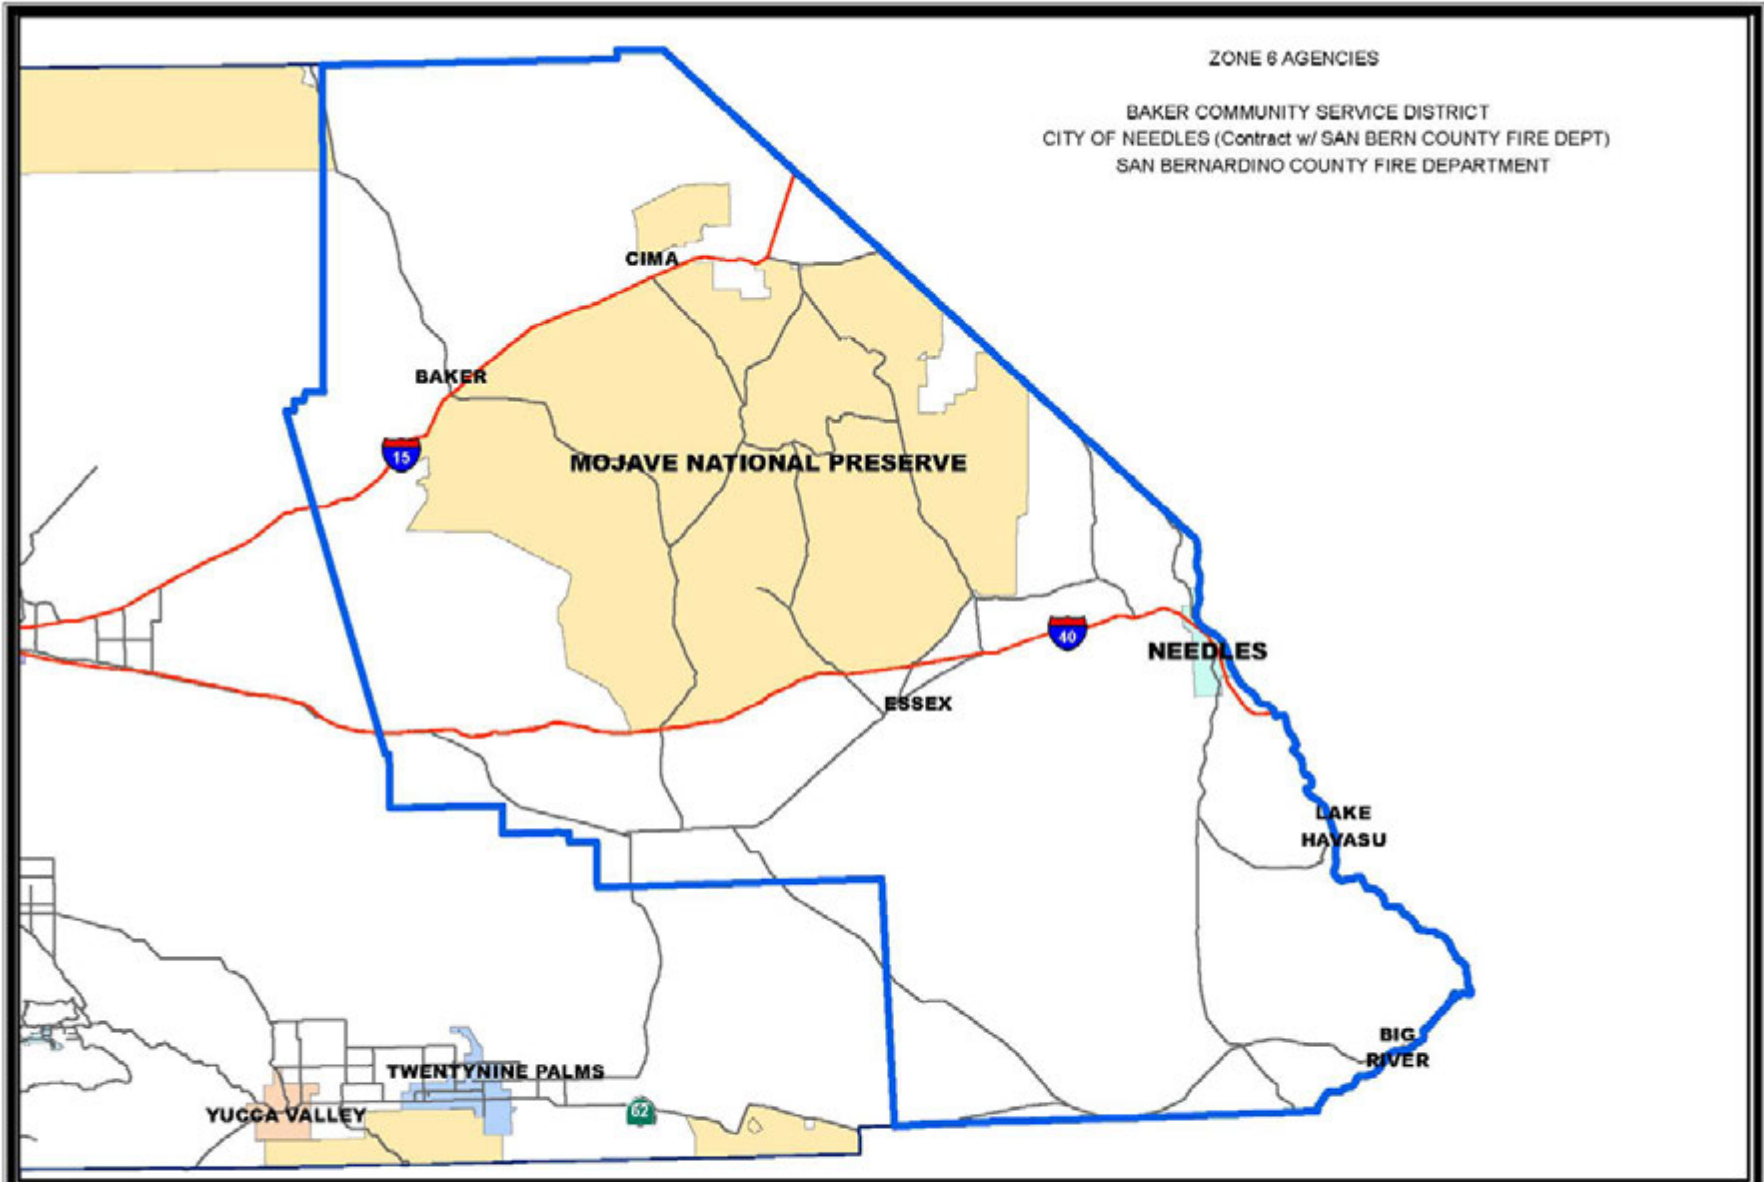 ZONE 6 AGENCIES
BAKER COMMUNITY SERVICE DISTRICT
CITY OF NEEDLES (Contract w/ SAN BERN COUNTY FIRE DEPT)
SAN BERNARDINO COUNTY FIRE DEPARTMENT
CIMA
BAKER
15
MOJAVE NATIONAL PRESERVE
40
NEEDLES
ESSEX
LAKE
HAVASU
BIG
RIVER
TWENTYNINE PALMS
YUCCA VALLEY
62